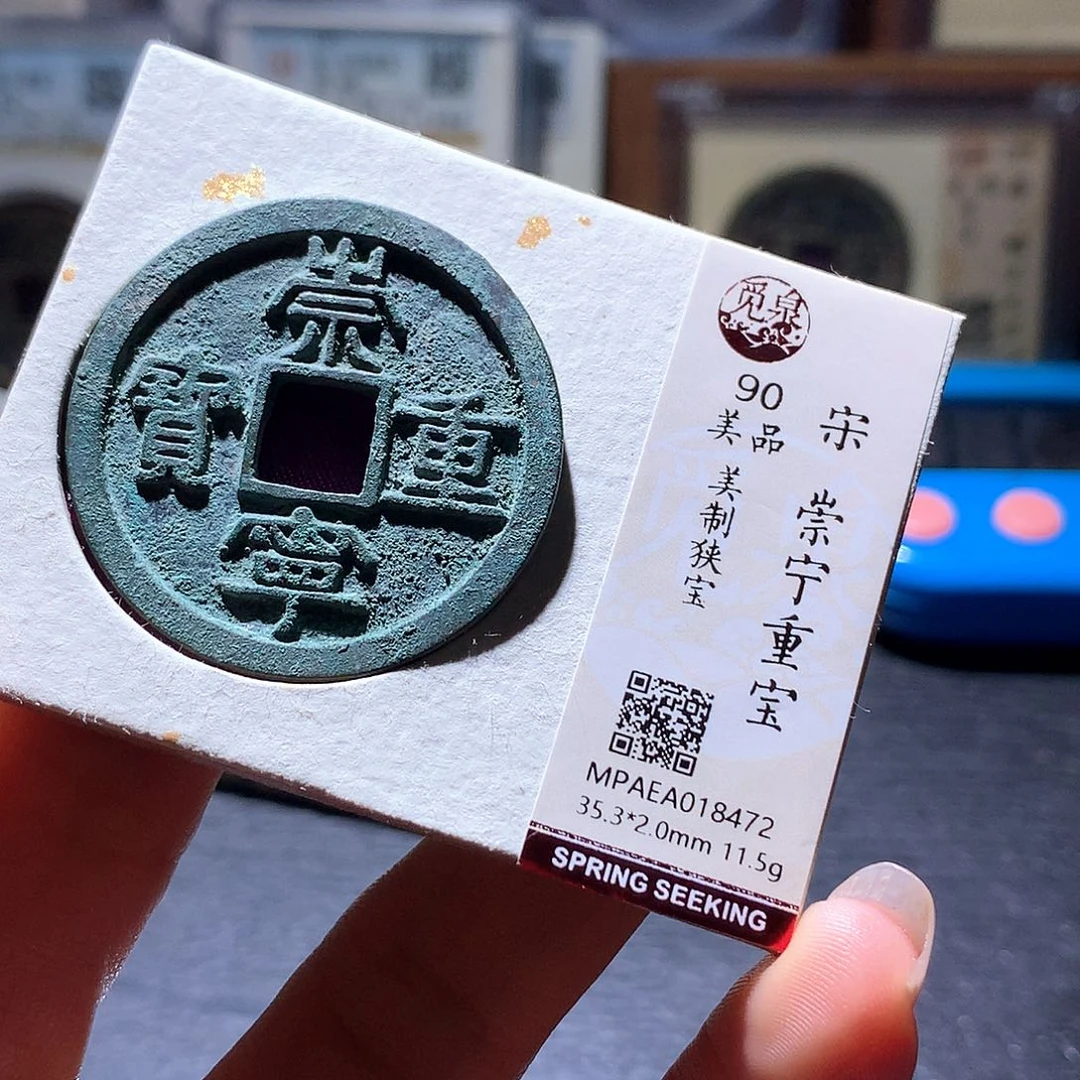 崇
重
寧
寶
觅泉
90
美品
美制狭宝
宋 崇宁重宝
MPAEA018472
35.3*2.0mm 11.5g
SPRING SEEKING